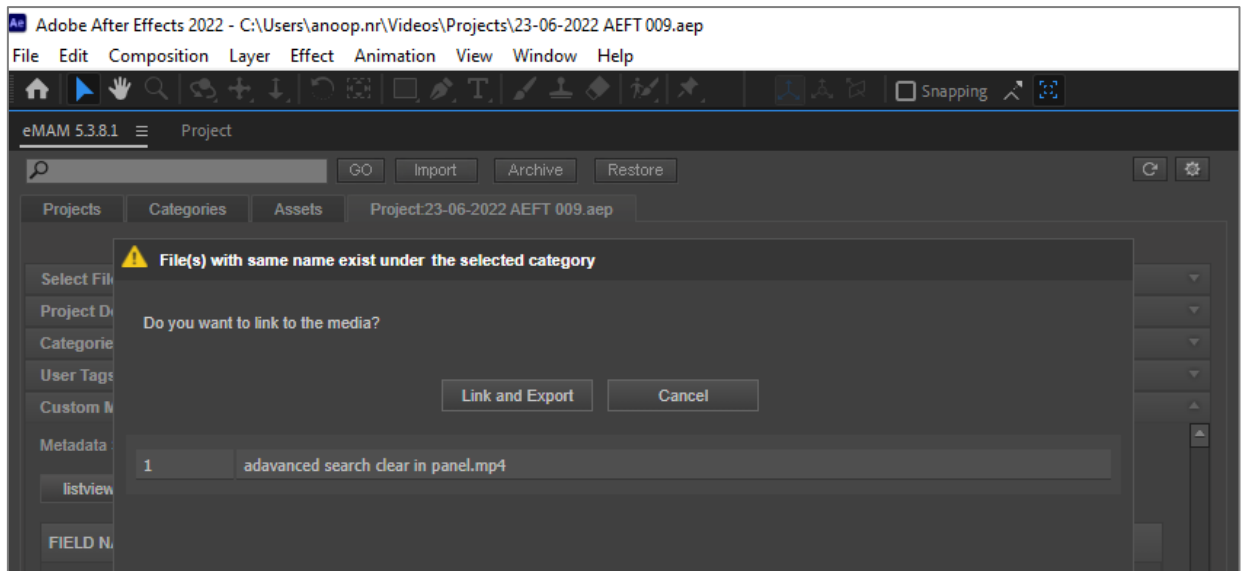 Ae Adobe After Effects 2022 - C:\Users\anoop.nr\Videos\Projects\23-06-2022 AEFT 009.aep
File Edit Composition Layer Effect Animation View Window Help
T Snapping
eMAM 5.3.8.1 Project
GO Import Archive Restore
Projects Categories Assets Project:23-06-2022 AEFT 009.aep
File(s) with same name exist under the selected category
Select Fil
Project D
Do you want to link to the media?
Categorie
User Tags
Link and Export Cancel
Custom M
Metadata
1 adavanced search clear in panel.mp4
listview
FIELD NA